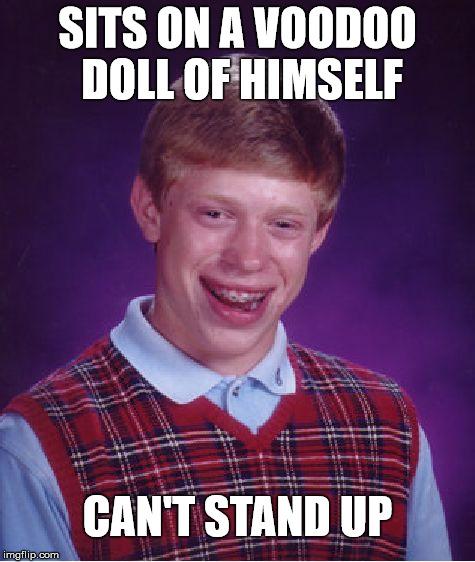 SITS ON A VOODOO
DOLL OF HIMSELF
CAN'T STAND UP
imgflip.com